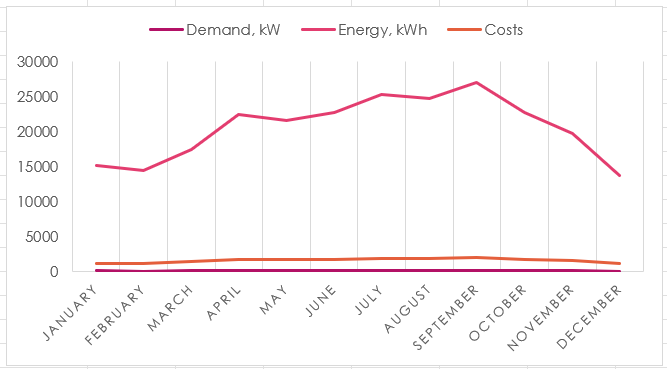 Demand, kW Energy, kWh Costs
30000
25000
20000
15000
10000
5000
0
JANUARY
FEBRUARY
MARCH
APRIL
MAY
JUNE
JULY
AUGUST
SEPTEMBER
OCTOBER
NOVEMBER
DECEMBER